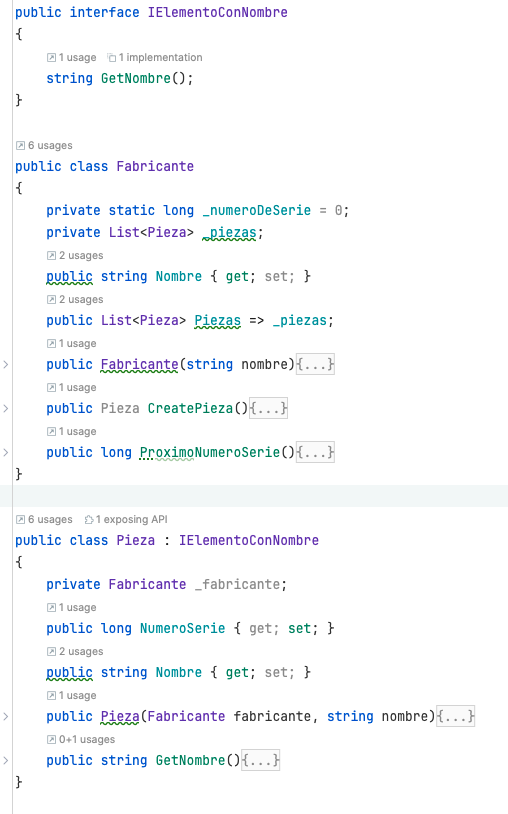 public interface IElementoConNombre
{
1 usage 1 implementation
string GetNombre();
}
6 usages
public class Fabricante
{
private static long _numeroDeSerie = 0;
private List<Pieza> _piezas;
2 usages
public string Nombre { get; set; }
2 usages
public List<Pieza> Piezas => _piezas;
1 usage
public Fabricante(string nombre){...}
1 usage
public Pieza CreatePieza(){...}
1 usage
public long ProximoNumeroSerie(){...}
}
6 usages 1 exposing API
public class Pieza : IElementoConNombre
{
private Fabricante _fabricante;
1 usage
public long NumeroSerie { get; set; }
2 usages
public string Nombre { get; set; }
1 usage
public Pieza(Fabricante fabricante, string nombre){...}
0+1 usages
public string GetNombre(){...}
}